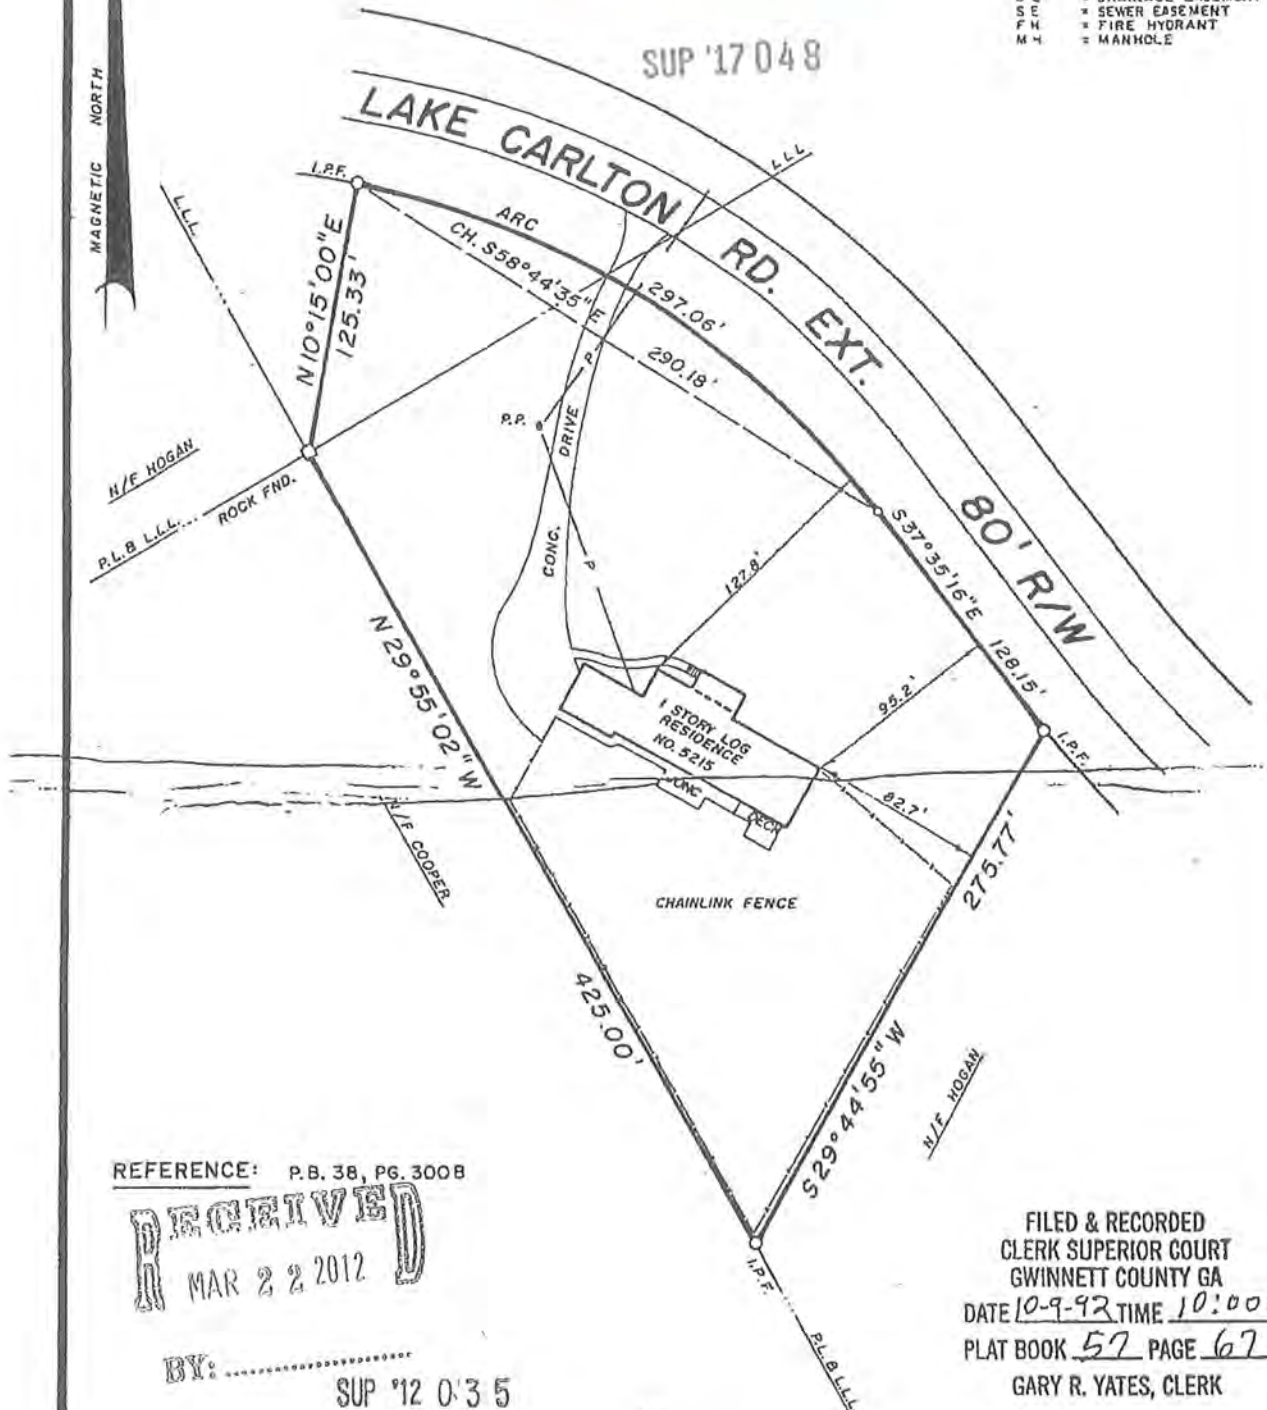 S E = SEWER EASEMENT
F H = FIRE HYDRANT
M H = MANHOLE
SUP '17 048
MAGNETIC NORTH
LAKE CARLTON RD. EXT. 80' R/W
L.L.L.
I.P.F.
L.L.L.
ARC
297.06'
CH. S58°44'35"E
290.18'
N10°15'00"E
125.33'
P
P.P.
CONC. DRIVE
N/F HOGAN
ROCK FND.
P.L.& L.L.L.
P
127.8'
S37°35'16"E 128.15'
N29°55'02"W
425.00'
95.2'
1 STORY LOG
RESIDENCE
NO. 5215
I.P.F.
CONC.
DECK
82.7'
275.77'
S29°44'55"W
N/F COOPER
CHAINLINK FENCE
N/F HOGAN
I.P.F.
P.L.& L.L.L.
REFERENCE: P.B. 38, PG. 300B
RECEIVED
MAR 22 2012
BY:
SUP '12 035
FILED & RECORDED
CLERK SUPERIOR COURT
GWINNETT COUNTY GA
DATE 10-9-92 TIME 10:00
PLAT BOOK 57 PAGE 67
GARY R. YATES, CLERK